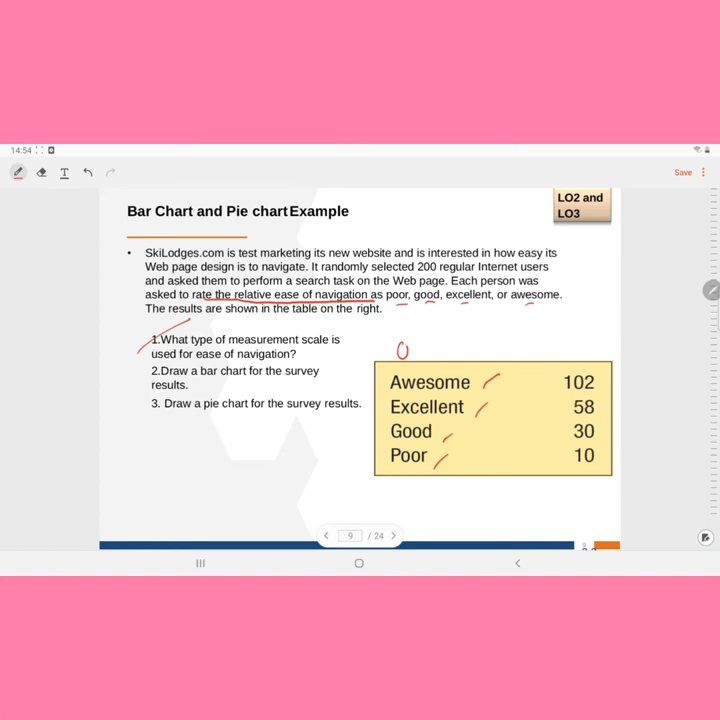 14:54
T
Save
Bar Chart and Pie chart Example
LO2 and
LO3
• SkiLodges.com is test marketing its new website and is interested in how easy its
Web page design is to navigate. It randomly selected 200 regular Internet users
and asked them to perform a search task on the Web page. Each person was
asked to rate the relative ease of navigation as poor, good, excellent, or awesome.
The results are shown in the table on the right.
1.What type of measurement scale is
used for ease of navigation?
2.Draw a bar chart for the survey
results.
3. Draw a pie chart for the survey results.
O
Awesome 102
Excellent 58
Good 30
Poor 10
9 / 24